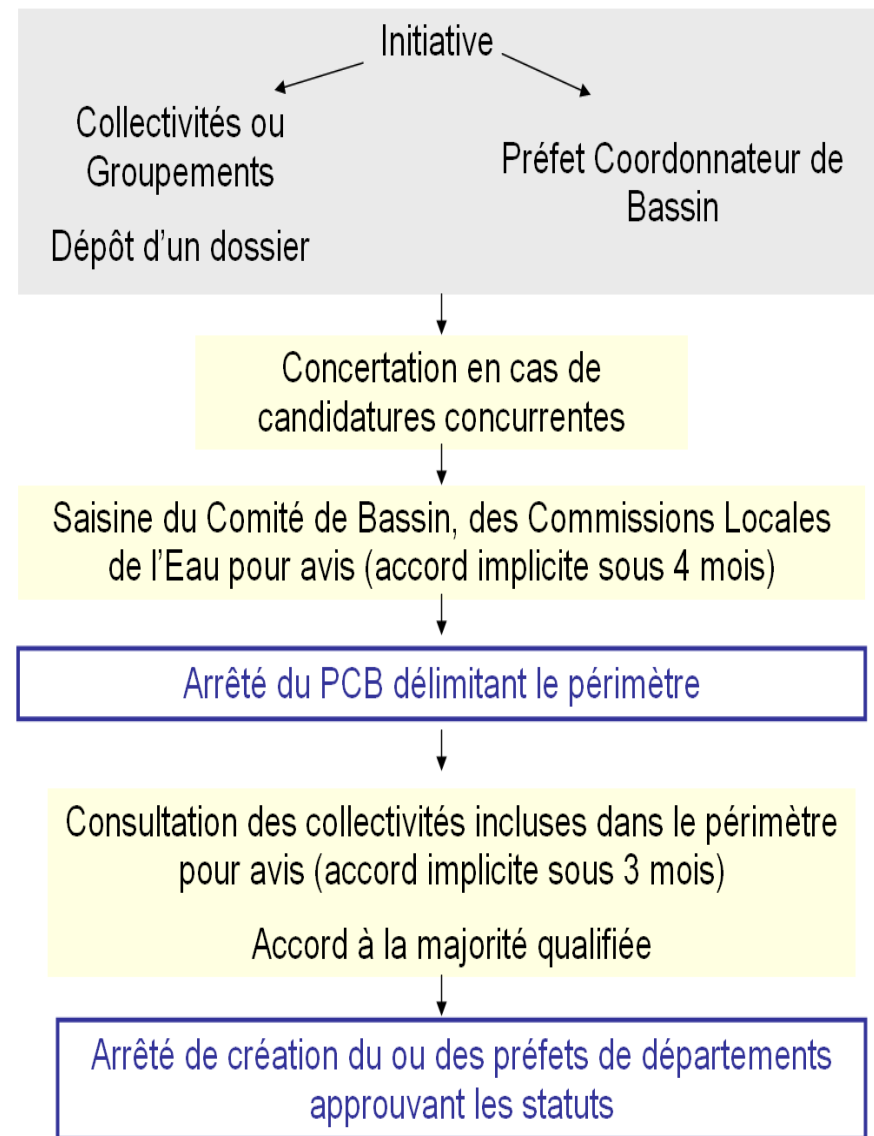 Initiative
Collectivités ou
Groupements
Dépôt d'un dossier
Préfet Coordonnateur de
Bassin
Concertation en cas de
candidatures concurrentes
Saisine du Comité de Bassin, des Commissions Locales
de l'Eau pour avis (accord implicite sous 4 mois)
Arrêté du PCB délimitant le périmètre
Consultation des collectivités incluses dans le périmètre
pour avis (accord implicite sous 3 mois)
Accord à la majorité qualifiée
Arrêté de création du ou des préfets de départements
approuvant les statuts